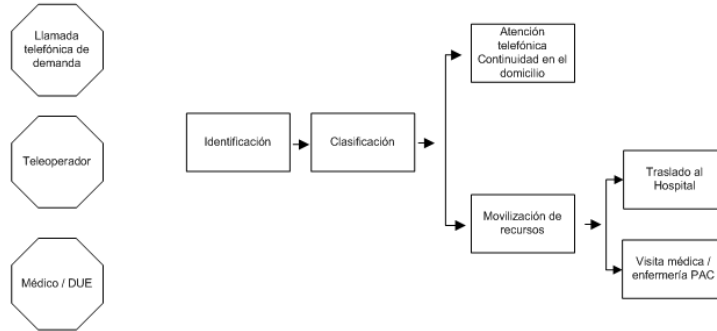 Llamada
telefónica de
demanda
Teleoperador
Médico / DUE
Identificación
Clasificación
Atención
telefónica
Continuidad en el
domicilio
Movilización de
recursos
Traslado al
Hospital
Visita médica /
enfermería PAC